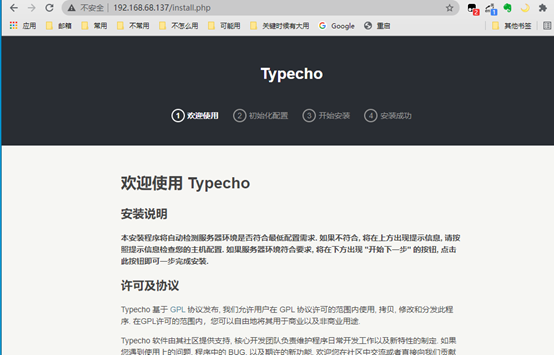 不安全 | 192.168.68.137/install.php
应用 邮箱 常用 不常用 不怎么用 可能用 关键时候有大用 Google 重启 其他书签
Typecho
1 欢迎使用 2 初始化配置 3 开始安装 4 安装成功
欢迎使用 Typecho
安装说明
本安装程序将自动检测服务器环境是否符合最低配置需求. 如果不符合, 将在上方出现提示信息, 请按
照提示信息检查您的主机配置. 如果服务器环境符合要求, 将在下方出现 "开始下一步" 的按钮, 点击
此按钮即可一步完成安装.
许可及协议
Typecho 基于 GPL 协议发布, 我们允许用户在 GPL 协议许可的范围内使用, 拷贝, 修改和分发此程
序. 在GPL许可的范围内，您可以自由地将其用于商业以及非商业用途.
Typecho 软件由其社区提供支持, 核心开发团队负责维护程序日常开发工作以及新特性的制定. 如果
您遇到使用上的问题, 程序中的 BUG, 以及期许的新功能, 欢迎您在社区中交流或者直接向我们贡献